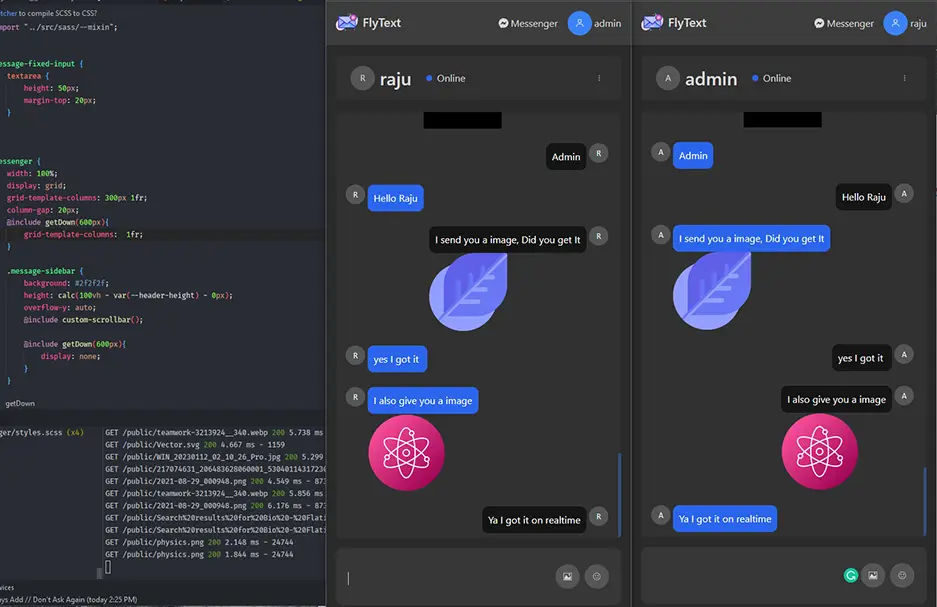 tcher to compile SCSS to CSS?
mport "../src/sass/--mixin";
essage-fixed-input {
textarea {
height: 50px;
margin-top: 20px;
}
essenger {
width: 100%;
display: grid;
grid-template-columns: 300px 1fr;
column-gap: 20px;
@include getDown(600px){
grid-template-columns: 1fr;
}
.message-sidebar {
background: #2f2f2f;
height: calc(100vh - var(--header-height) - 0px);
overflow-y: auto;
@include custom-scrollbar();
@include getDown(600px){
display: none;
}
}
getDown
ger/styles.scss (x4)
GET /public/teamwork-3213924__340.webp 200 5.738 ms
GET /public/Vector.svg 200 4.667 ms - 1159
GET /public/WIN_20230112_02_10_26_Pro.jpg 200 5.299
GET /public/217074631_206483628060001_53040114317230
GET /public/2021-08-29_000948.png 200 4.549 ms - 873
GET /public/teamwork-3213924__340.webp 200 5.856 ms
GET /public/2021-08-29_000948.png 200 6.176 ms - 873
GET /public/Search%20results%20for%20Bio%20-%20Flati
GET /public/Search%20results%20for%20Bio%20-%20Flati
GET /public/physics.png 200 2.148 ms - 24744
GET /public/physics.png 200 1.844 ms - 24744
vices
ys Add // Don't Ask Again (today 2:25 PM)
FlyText
Messenger
admin
R
raju
Online
Admin
R
R
Hello Raju
I send you a image, Did you get It
R
R
yes I got it
R
I also give you a image
Ya I got it on realtime
R
FlyText
Messenger
raju
A
admin
Online
A
Admin
Hello Raju
A
A
I send you a image, Did you get It
yes I got it
A
I also give you a image
A
A
Ya I got it on realtime